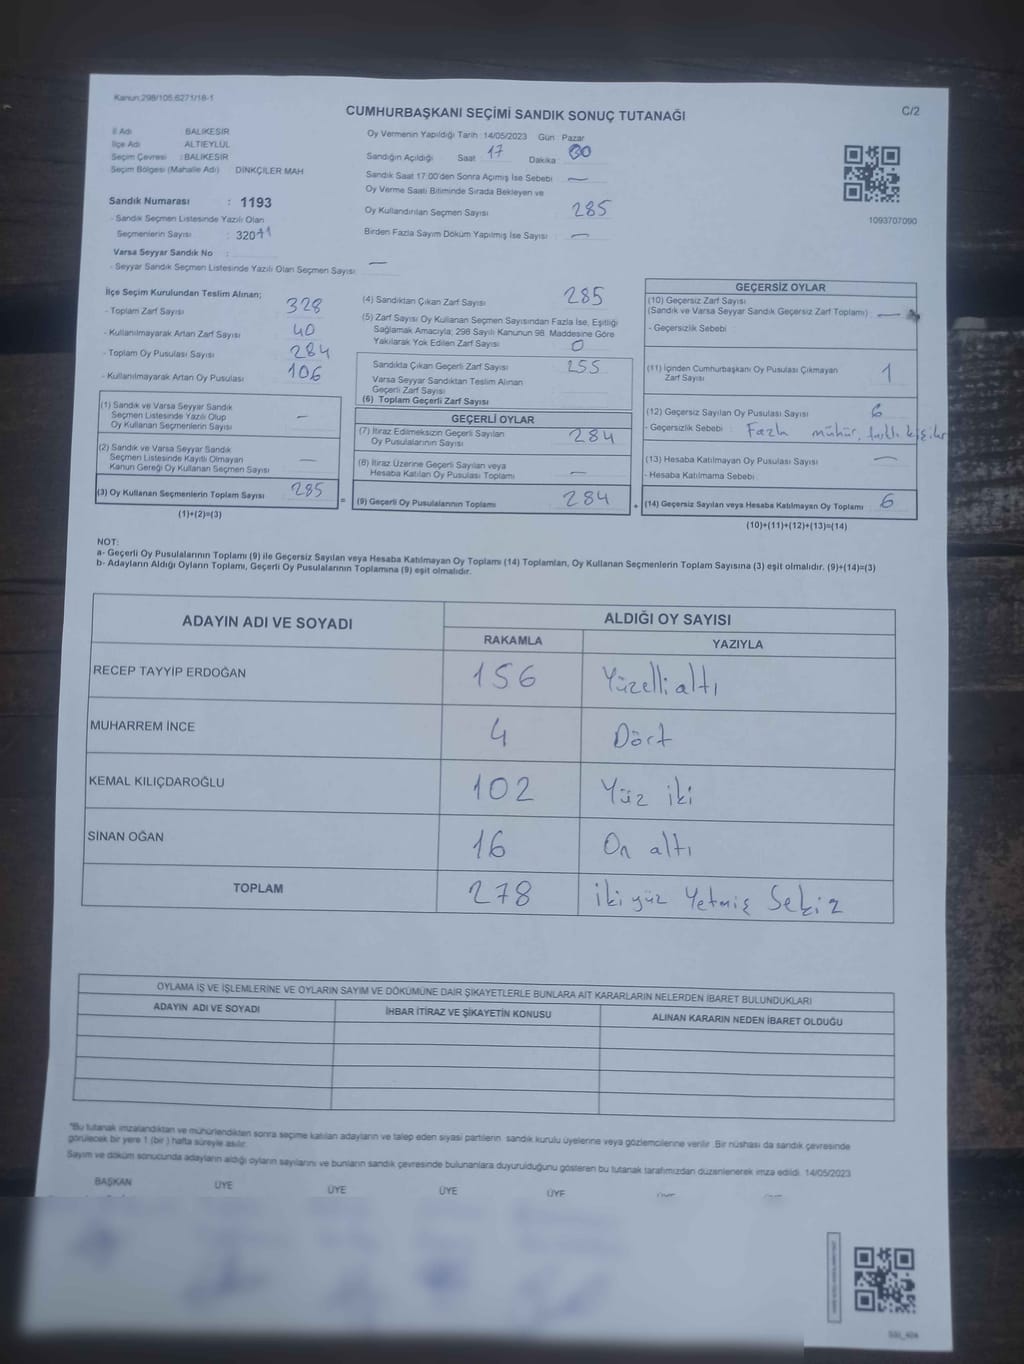 Kanun:298/105,6271/18-1
C/2
CUMHURBAŞKANI SEÇİMİ SANDIK SONUÇ TUTANAĞI
İl Adı BALIKESİR
İlçe Adı ALTIEYLÜL
Seçim Çevresi :BALIKESİR
Seçim Bölgesi (Mahalle Adı) DİNKÇİLER MAH
Sandık Numarası : 1193
- Sandık Seçmen Listesinde Yazılı Olan
Seçmenlerin Sayısı : 320
Varsa Seyyar Sandık No :
- Seyyar Sandık Seçmen Listesinde Yazılı Olan Seçmen Sayısı: —
Oy Vermenin Yapıldığı Tarih :14/05/2023 Gün : Pazar
Sandığın Açıldığı Saat : 17 Dakika : 00
Sandık Saat 17:00'den Sonra Açımış İse Sebebi : —
Oy Verme Saati Bitiminde Sırada Bekleyen ve
Oy Kullandırılan Seçmen Sayısı : 285
Birden Fazla Sayım Döküm Yapılmış İse Sayısı : —
1093707090
İlçe Seçim Kurulundan Teslim Alınan;
- Toplam Zarf Sayısı : 328
- Kullanılmayarak Artan Zarf Sayısı : 40
- Toplam Oy Pusulası Sayısı : 284
- Kullanılmayarak Artan Oy Pusulası : 106
(1) Sandık ve Varsa Seyyar Sandık
Seçmen Listesinde Yazılı Olup
Oy Kullanan Seçmenlerin Sayısı —
(2) Sandık ve Varsa Seyyar Sandık
Seçmen Listesinde Kayıtlı Olmayan
Kanun Gereği Oy Kullanan Seçmen Sayısı —
(3) Oy Kullanan Seçmenlerin Toplam Sayısı 285
(1)+(2)=(3)
(4) Sandıktan Çıkan Zarf Sayısı : 285
(5) Zarf Sayısı Oy Kullanan Seçmen Sayısından Fazla İse, Eşitliği
Sağlamak Amacıyla; 298 Sayılı Kanunun 98. Maddesine Göre
Yakılarak Yok Edilen Zarf Sayısı : 0
Sandıkta Çıkan Geçerli Zarf Sayısı : 255
Varsa Seyyar Sandıktan Teslim Alınan
Geçerli Zarf Sayısı :
(6) Toplam Geçerli Zarf Sayısı :
GEÇERLİ OYLAR
(7) İtiraz Edilmeksizin Geçerli Sayılan
Oy Pusulalarının Sayısı : 284
(8) İtiraz Üzerine Geçerli Sayılan veya
Hesaba Katılan Oy Pusulası Toplamı : —
= (9) Geçerli Oy Pusulalarının Toplamı : 284
GEÇERSİZ OYLAR
(10) Geçersiz Zarf Sayısı
(Sandık ve Varsa Seyyar Sandık Geçersiz Zarf Toplamı) : —
- Geçersizlik Sebebi :
(11) İçinden Cumhurbaşkanı Oy Pusulası Çıkmayan
Zarf Sayısı : 1
(12) Geçersiz Sayılan Oy Pusulası Sayısı : 6
- Geçersizlik Sebebi : Fazla mühür, farklı kişiler
(13) Hesaba Katılmayan Oy Pusulası Sayısı : —
- Hesaba Katılmama Sebebi :
+ (14) Geçersiz Sayılan veya Hesaba Katılmayan Oy Toplamı : 6
(10)+(11)+(12)+(13)=(14)
NOT:
a- Geçerli Oy Pusulalarının Toplamı (9) ile Geçersiz Sayılan veya Hesaba Katılmayan Oy Toplamı (14) Toplamları, Oy Kullanan Seçmenlerin Toplam Sayısına (3) eşit olmalıdır. (9)+(14)=(3)
b- Adayların Aldığı Oyların Toplamı, Geçerli Oy Pusulalarının Toplamına (9) eşit olmalıdır.
ADAYIN ADI VE SOYADI ALDIĞI OY SAYISI
RAKAMLA YAZIYLA
RECEP TAYYİP ERDOĞAN 156 Yüzelli altı
MUHARREM İNCE 4 Dört
KEMAL KILIÇDAROĞLU 102 Yüz iki
SİNAN OĞAN 16 On altı
TOPLAM 278 İki yüz Yetmiş Sekiz
OYLAMA İŞ VE İŞLEMLERİNE VE OYLARIN SAYIM VE DÖKÜMÜNE DAİR ŞİKAYETLERLE BUNLARA AİT KARARLARIN NELERDEN İBARET BULUNDUKLARI
ADAYIN ADI VE SOYADI İHBAR İTİRAZ VE ŞİKAYETİN KONUSU ALINAN KARARIN NEDEN İBARET OLDUĞU
*Bu tutanak imzalandıktan ve mühürlendikten sonra seçime katılan adayların ve talep eden siyasi partilerin sandık kurulu üyelerine veya gözlemcilerine verilir. Bir nüshası da sandık çevresinde
görülecek bir yere 1 (bir ) hafta süreyle asılır.
Sayım ve döküm sonucunda adayların aldığı oyların sayılarını ve bunların sandık çevresinde bulunanlara duyurulduğunu gösteren bu tutanak tarafımızdan düzenlenerek imza edildi. 14/05/2023
BAŞKAN ÜYE ÜYE ÜYE ÜYE